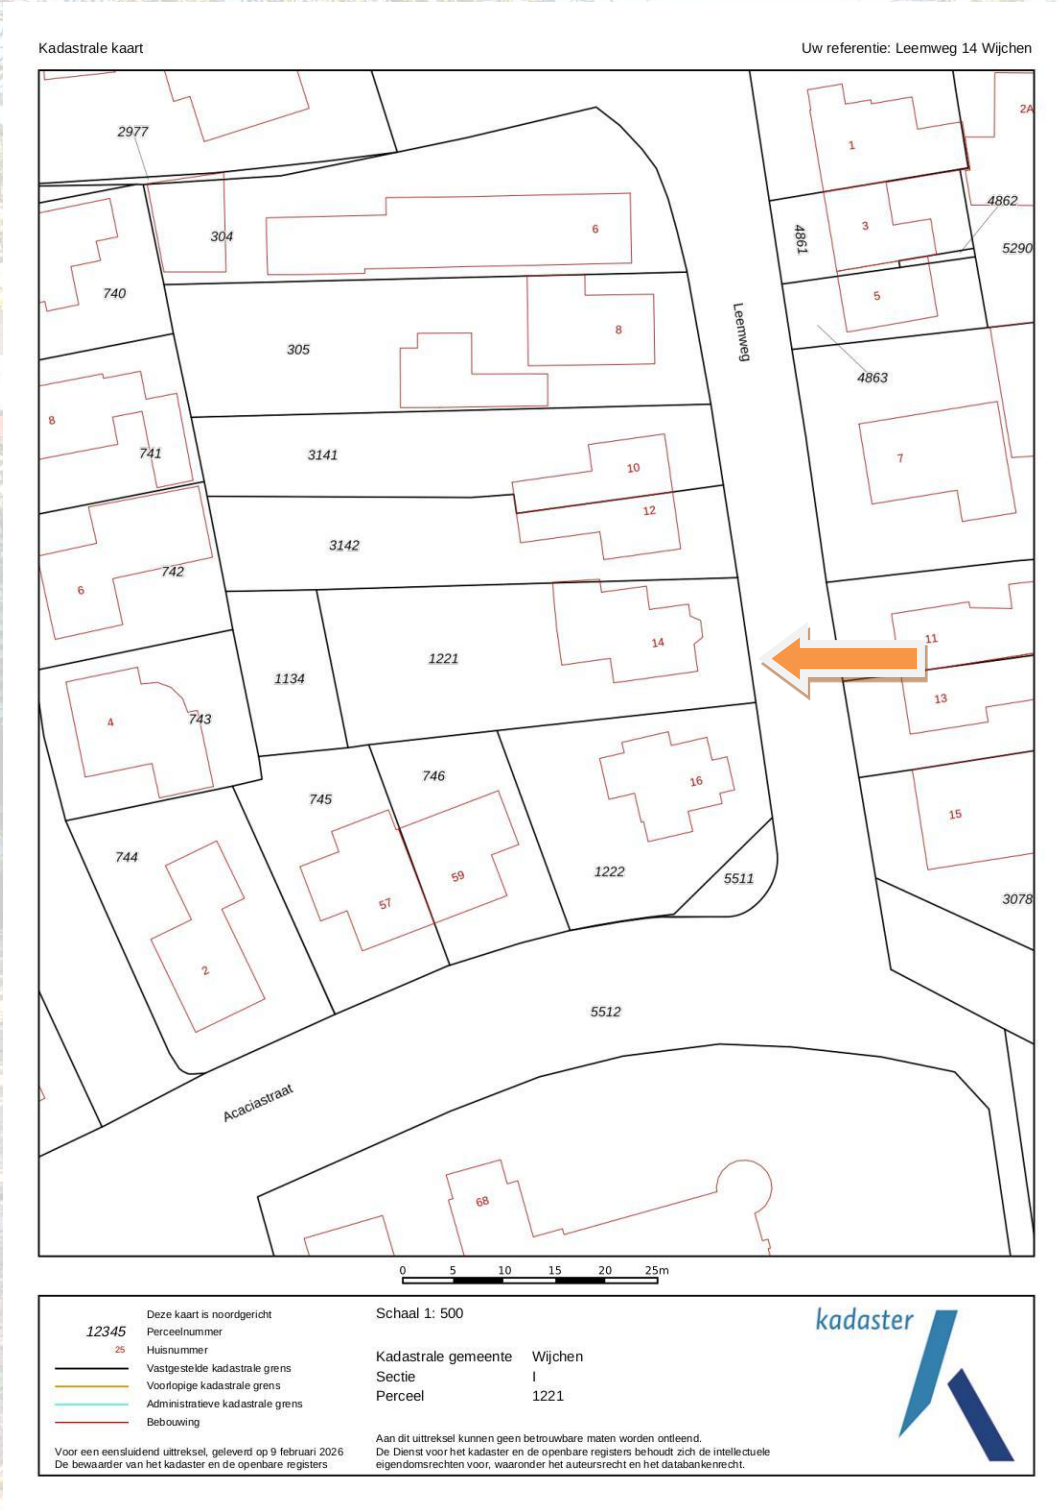 Kadastrale kaart
Uw referentie: Leemweg 14 Wijchen
2977
2A
1
4862
304
6
4861
3
5290
740
5
305
8
Leemweg
4863
8
741
3141
10
7
12
3142
742
6
14
11
1221
1134
13
4
743
746
16
745
15
744
1222
5511
59
57
3078
2
5512
Acaciastraat
68
0 5 10 15 20 25m
Deze kaart is noordgericht
12345 Perceelnummer
25 Huisnummer
Vastgestelde kadastrale grens
Voorlopige kadastrale grens
Administratieve kadastrale grens
Bebouwing
Voor een eensluidend uittreksel, geleverd op 9 februari 2026
De bewaarder van het kadaster en de openbare registers
Schaal 1: 500
Kadastrale gemeente Wijchen
Sectie I
Perceel 1221
Aan dit uittreksel kunnen geen betrouwbare maten worden ontleend.
De Dienst voor het kadaster en de openbare registers behoudt zich de intellectuele
eigendomsrechten voor, waaronder het auteursrecht en het databankenrecht.
kadaster